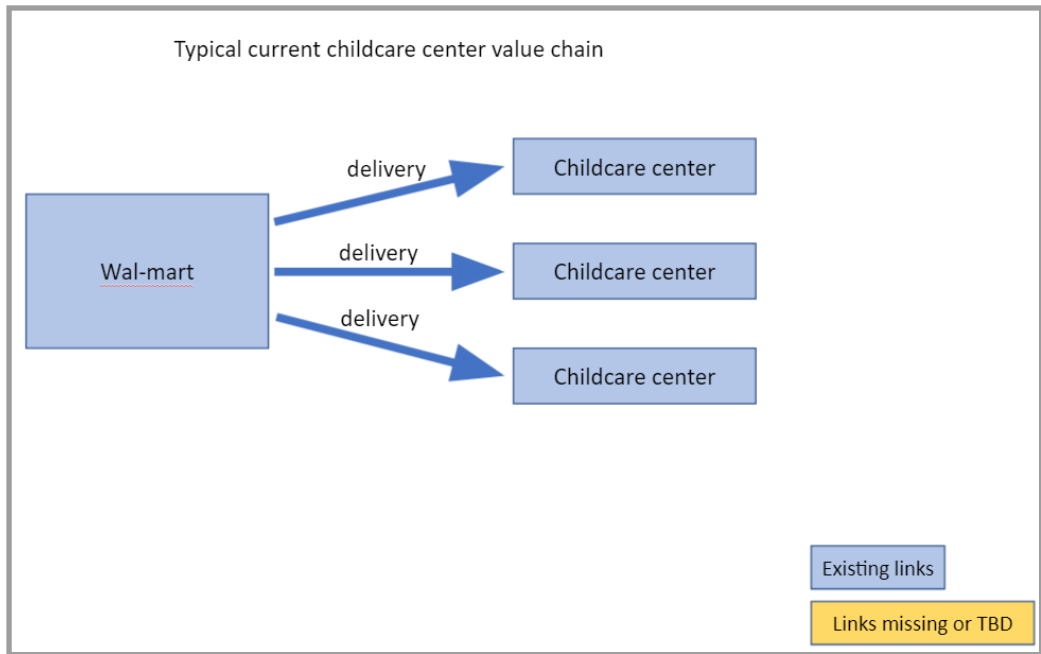 Typical current childcare center value chain
delivery
Childcare center
Wal-mart
delivery
Childcare center
delivery
Childcare center
Existing links
Links missing or TBD